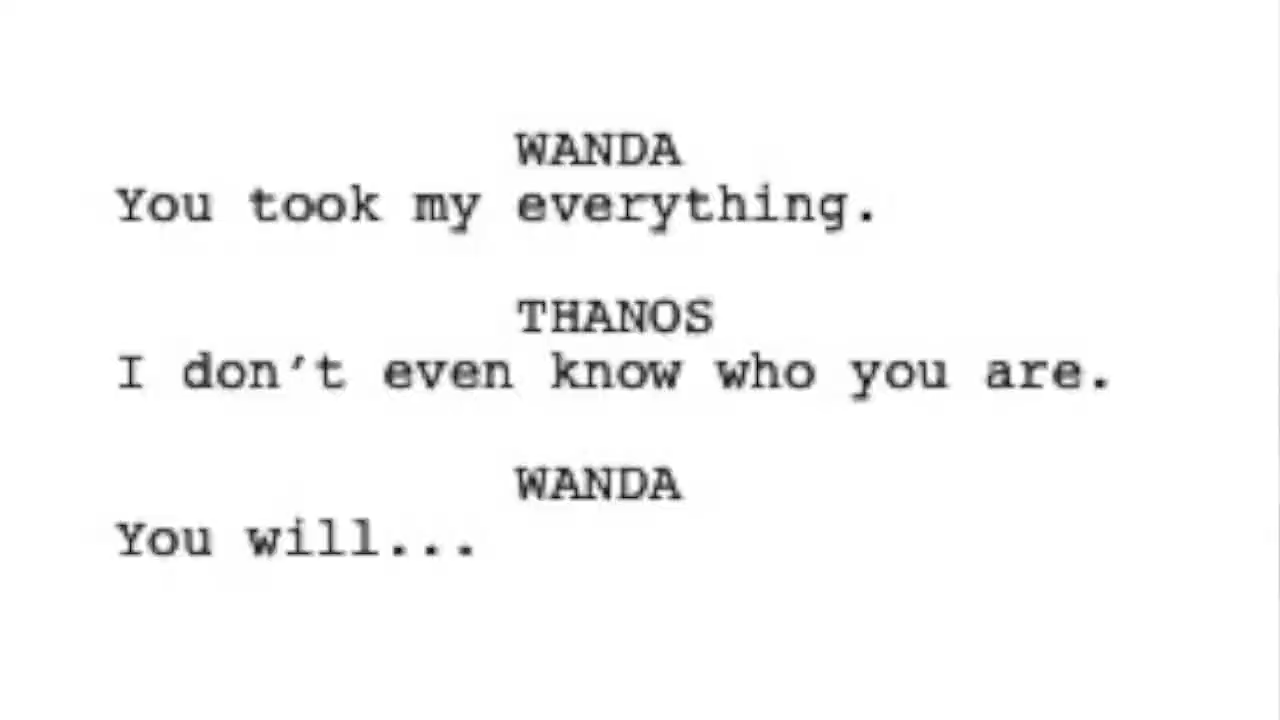 WANDA
You took my everything.
THANOS
I don't even know who you are.
WANDA
You will...